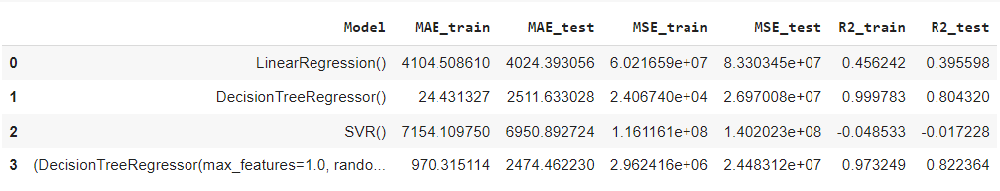 Model MAE_train MAE_test MSE_train MSE_test R2_train R2_test
0 LinearRegression() 4104.508610 4024.393056 6.021659e+07 8.330345e+07 0.456242 0.395598
1 DecisionTreeRegressor() 24.431327 2511.633028 2.406740e+04 2.697008e+07 0.999783 0.804320
2 SVR() 7154.109750 6950.892724 1.161161e+08 1.402023e+08 -0.048533 -0.017228
3 (DecisionTreeRegressor(max_features=1.0, rando... 970.315114 2474.462230 2.962416e+06 2.448312e+07 0.973249 0.822364